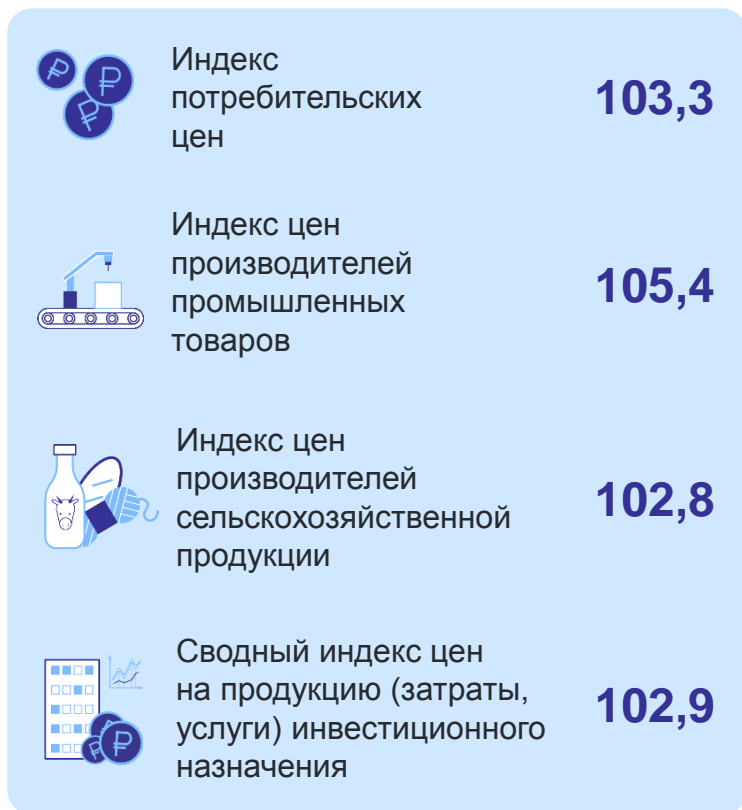 Индекс
потребительских
цен
103,3
Индекс цен
производителей
промышленных
товаров
105,4
Индекс цен
производителей
сельскохозяйственной
продукции
102,8
Сводный индекс цен
на продукцию (затраты,
услуги) инвестиционного
назначения
102,9